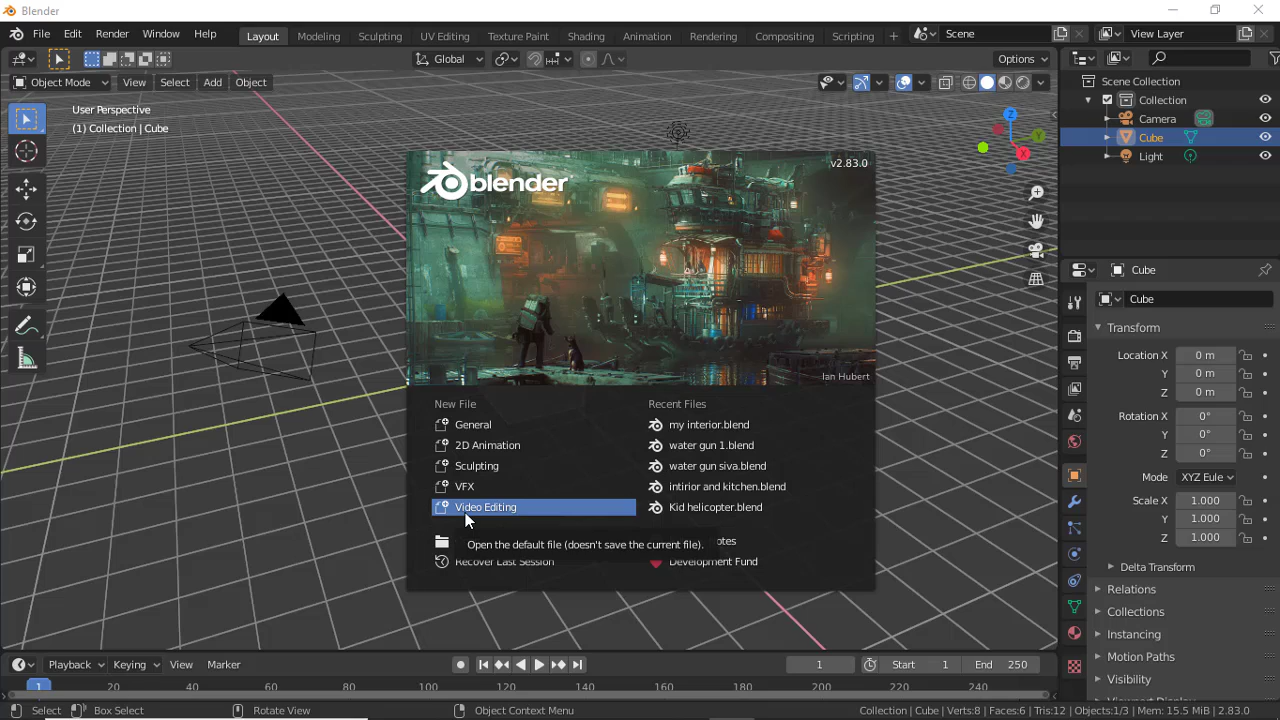 Blender
File Edit Render Window Help Layout Modeling Sculpting UV Editing Texture Paint Shading Animation Rendering Compositing Scripting + Scene View Layer
Global Options
Object Mode View Select Add Object
User Perspective
(1) Collection | Cube
Z
Y
X
Scene Collection
Collection
Camera
Cube
Light
blender
v2.83.0
Ian Hubert
New File
General
2D Animation
Sculpting
VFX
Video Editing
Open the default file (doesn't save the current file).
Recover Last Session
Recent Files
my interior.blend
water gun 1.blend
water gun siva.blend
intirior and kitchen.blend
Kid helicopter.blend
otes
Development Fund
Cube
Cube
Transform
Location X 0 m
Y 0 m
Z 0 m
Rotation X 0°
Y 0°
Z 0°
Mode XYZ Eule
Scale X 1.000
Y 1.000
Z 1.000
Delta Transform
Relations
Collections
Instancing
Motion Paths
Visibility
Playback Keying View Marker 1 Start 1 End 250
1 20 40 60 80 100 120 140 160 180 200 220 240
Select Box Select Rotate View Object Context Menu Collection | Cube | Verts:8 | Faces:6 | Tris:12 | Objects:1/3 | Mem: 15.5 MiB | 2.83.0